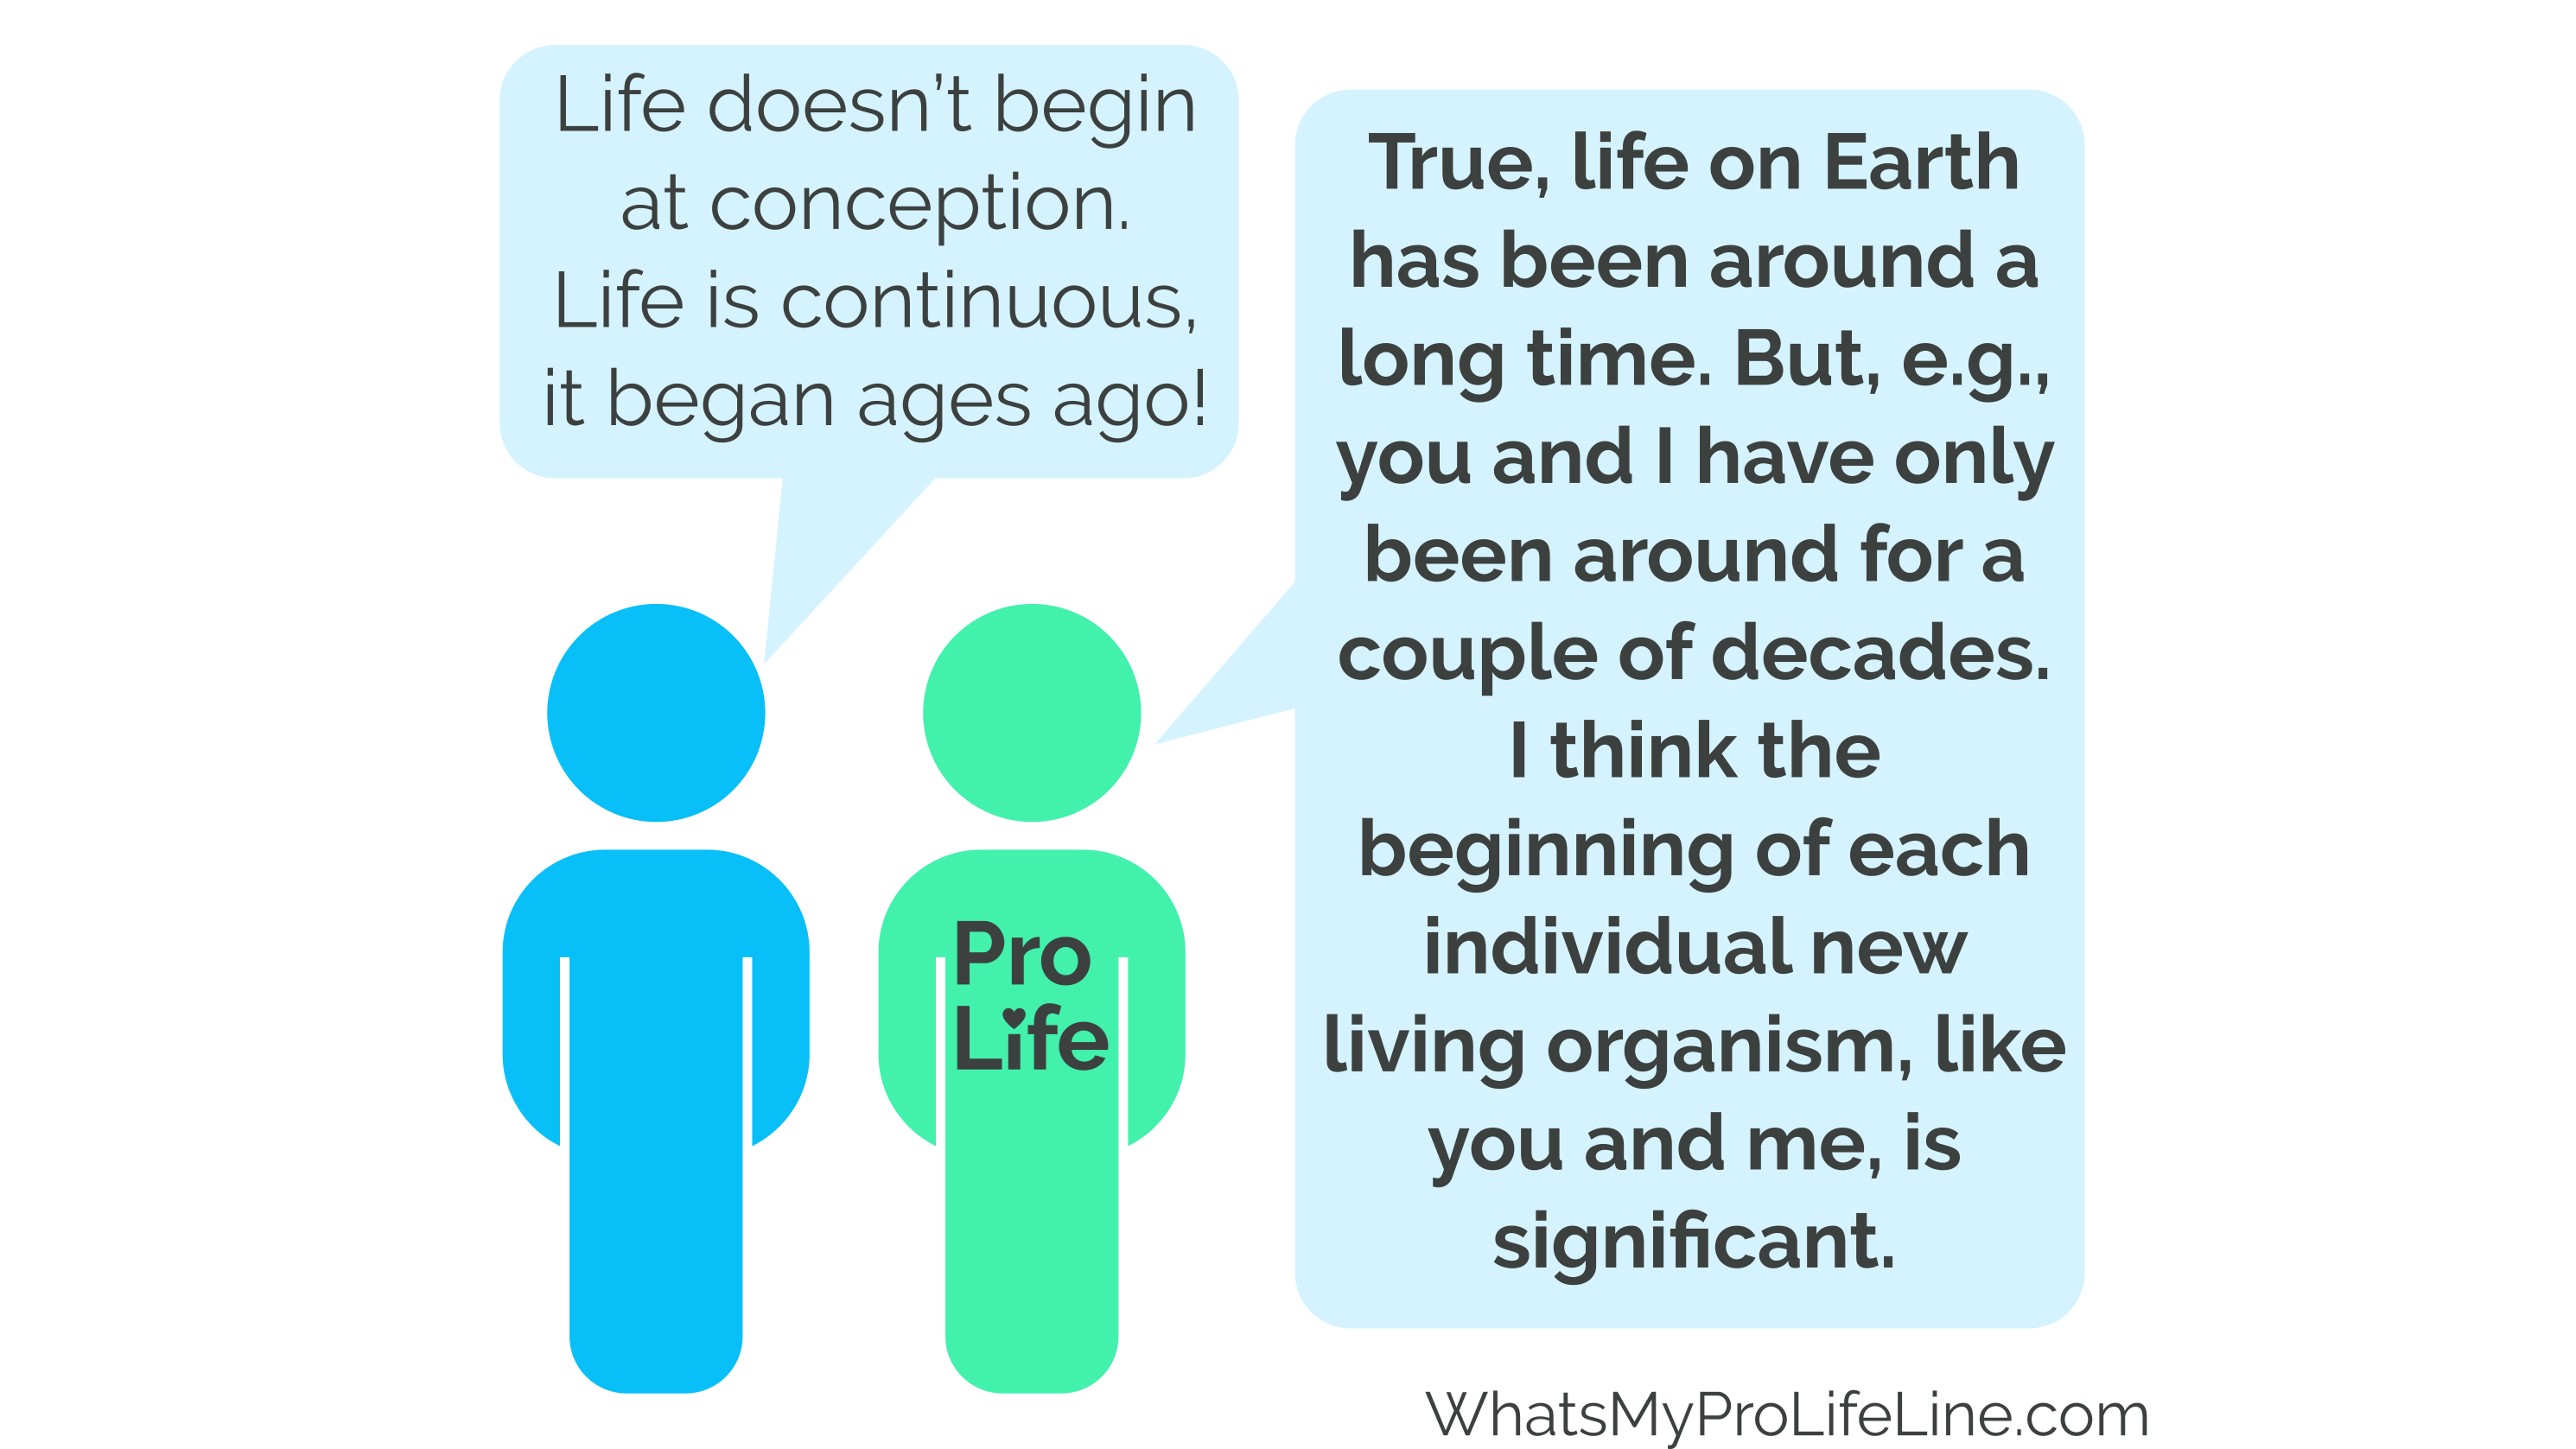 Life doesn’t begin
at conception.
Life is continuous,
it began ages ago!
True, life on Earth
has been around a
long time. But, e.g.,
you and I have only
been around for a
couple of decades.
I think the
beginning of each
individual new
living organism, like
you and me, is
significant.
Pro
Life
WhatsMyProLifeLine.com